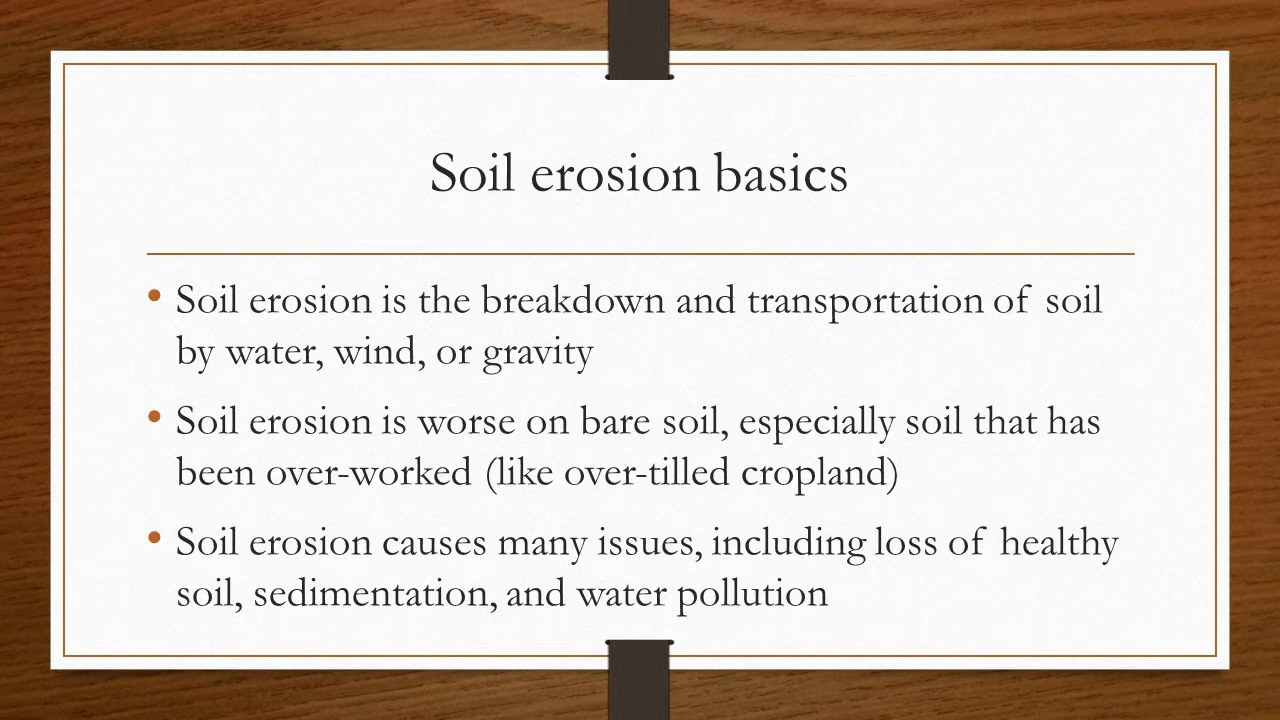 Soil erosion basics
• Soil erosion is the breakdown and transportation of soil
by water, wind, or gravity
• Soil erosion is worse on bare soil, especially soil that has
been over-worked (like over-tilled cropland)
• Soil erosion causes many issues, including loss of healthy
soil, sedimentation, and water pollution